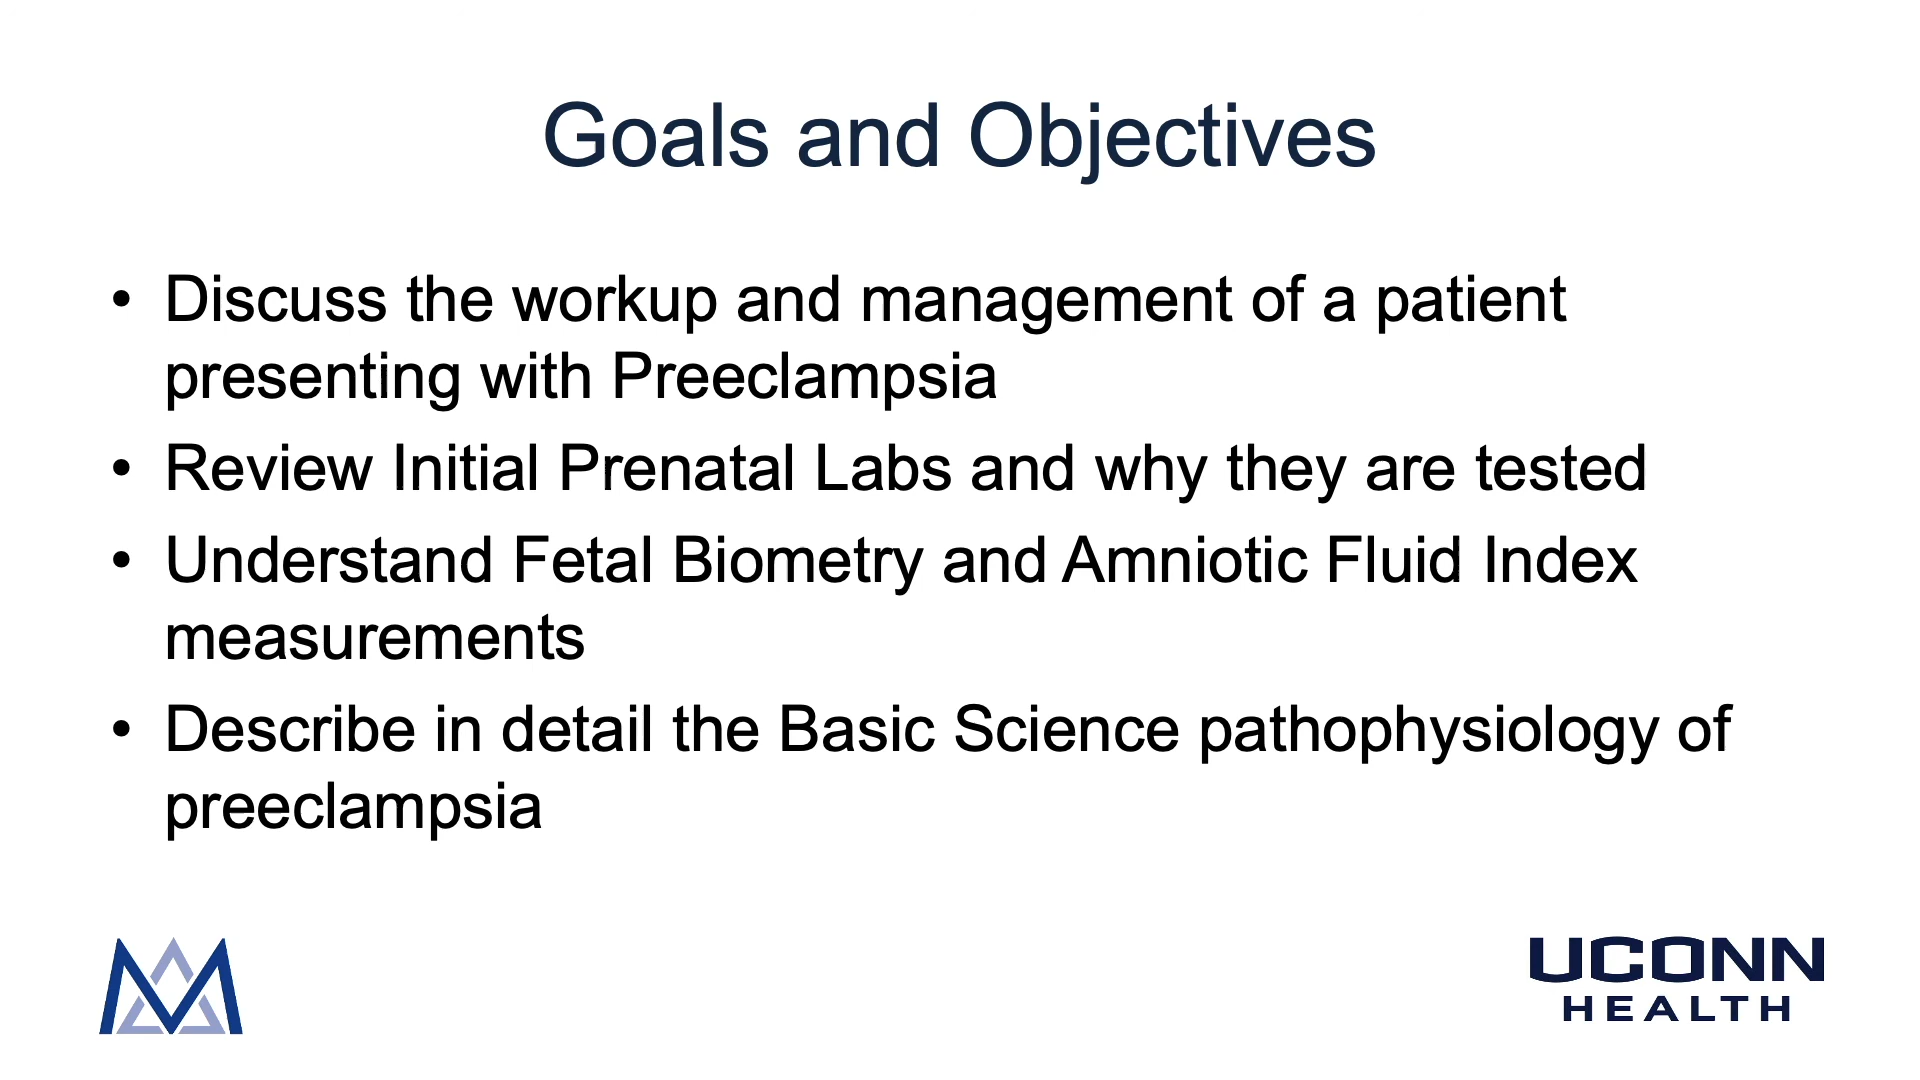 Goals and Objectives
• Discuss the workup and management of a patient
presenting with Preeclampsia
• Review Initial Prenatal Labs and why they are tested
• Understand Fetal Biometry and Amniotic Fluid Index
measurements
• Describe in detail the Basic Science pathophysiology of
preeclampsia
UCONN
HEALTH